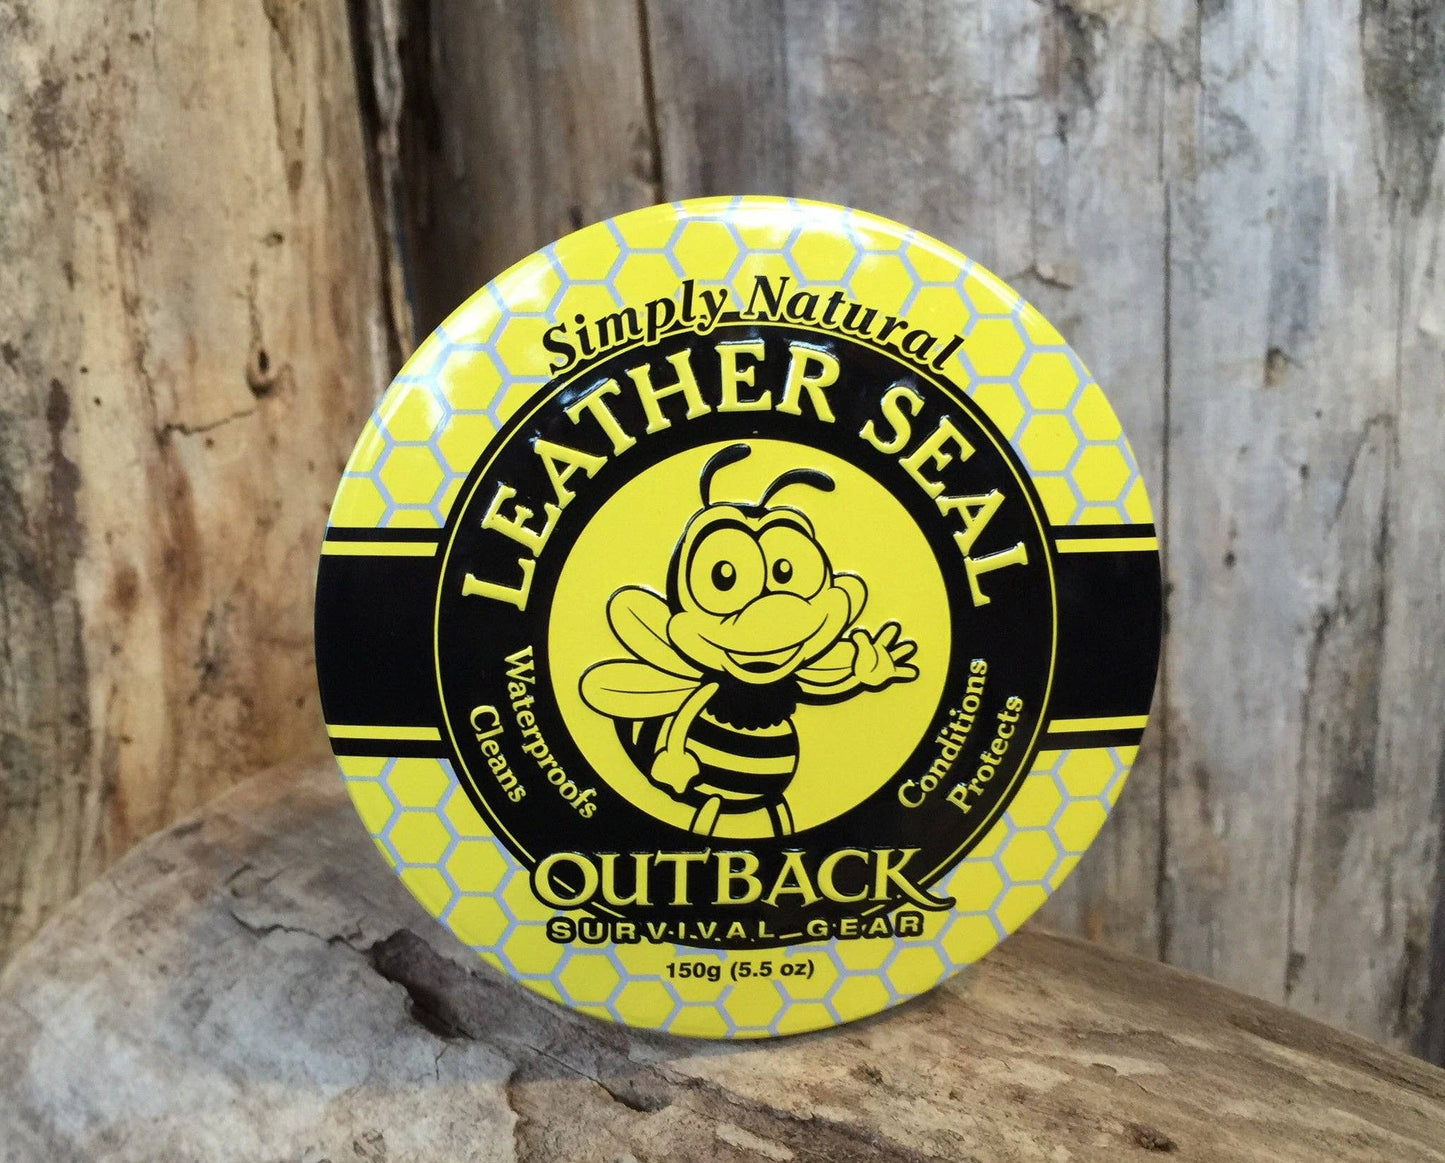 Simply Natural
LEATHER SEAL
Waterproofs
Cleans
Conditions
Protects
OUTBACK
SURVIVAL GEAR
150g (5.5 oz)